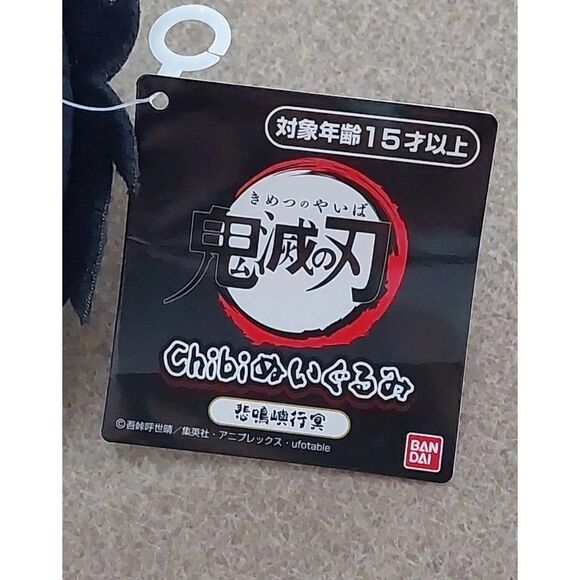 対象年齢15才以上
きめつのやいば
鬼滅の刃
Chibiぬいぐるみ
悲鳴嶼行冥
©吾峠呼世晴／集英社・アニプレックス・ufotable
BAN
DAI